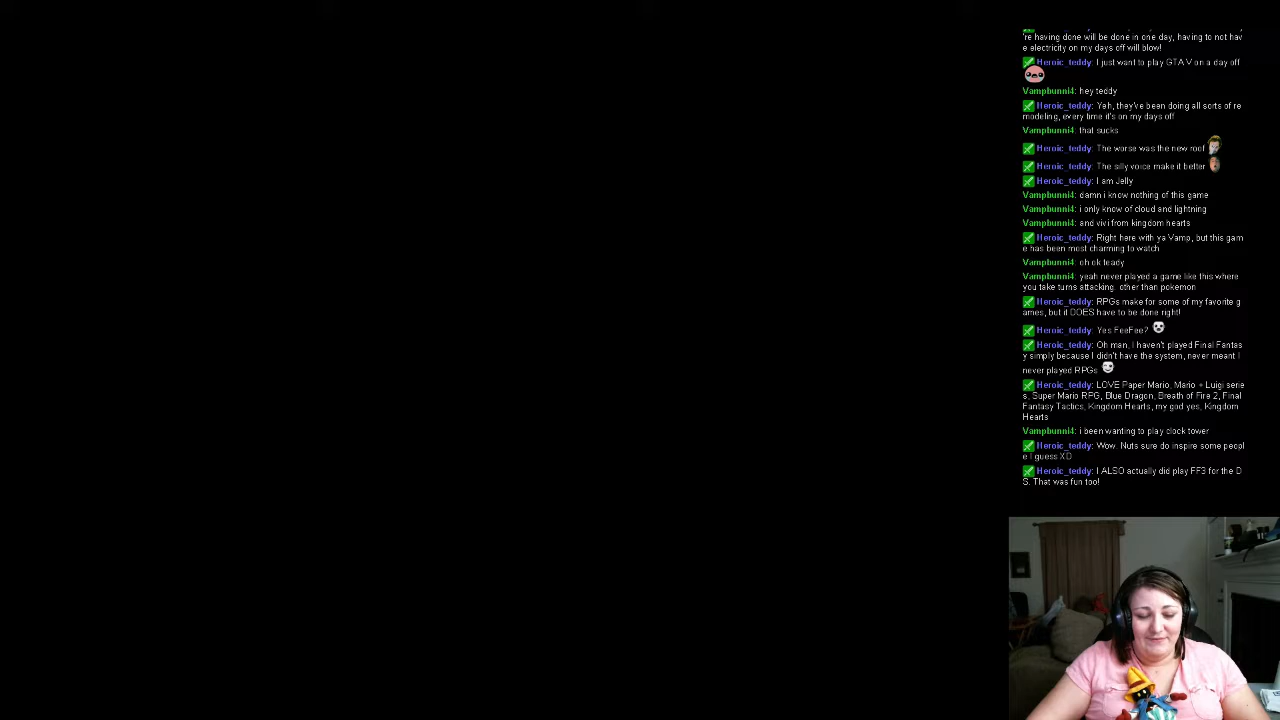 're having done will be done in one day, having to not hav
e electricity on my days off will blow!
Heroic_teddy: I just want to play GTA V on a day off
Vampbunni4: hey teddy
Heroic_teddy: Yeh, they've been doing all sorts of re
modeling, every time it's on my days off
Vampbunni4: that sucks
Heroic_teddy: The worse was the new roof
Heroic_teddy: The silly voice make it better
Heroic_teddy: I am Jelly
Vampbunni4: damn i know nothing of this game
Vampbunni4: i only know of cloud and lightning
Vampbunni4: and vivi from kingdom hearts
Heroic_teddy: Right here with ya Vamp, but this gam
e has been most charming to watch
Vampbunni4: oh ok teady
Vampbunni4: yeah never played a game like this where
you take turns attacking. other than pokemon
Heroic_teddy: RPGs make for some of my favorite g
ames, but it DOES have to be done right!
Heroic_teddy: Yes FeeFee?
Heroic_teddy: Oh man, I haven't played Final Fantas
y simply because I didn't have the system, never meant I
never played RPGs
Heroic_teddy: LOVE Paper Mario, Mario + Luigi serie
s, Super Mario RPG, Blue Dragon, Breath of Fire 2, Final
Fantasy Tactics, Kingdom Hearts, my god yes, Kingdom
Hearts
Vampbunni4: i been wanting to play clock tower
Heroic_teddy: Wow. Nuts sure do inspire some peopl
e I guess XD
Heroic_teddy: I ALSO actually did play FF3 for the D
S. That was fun too!